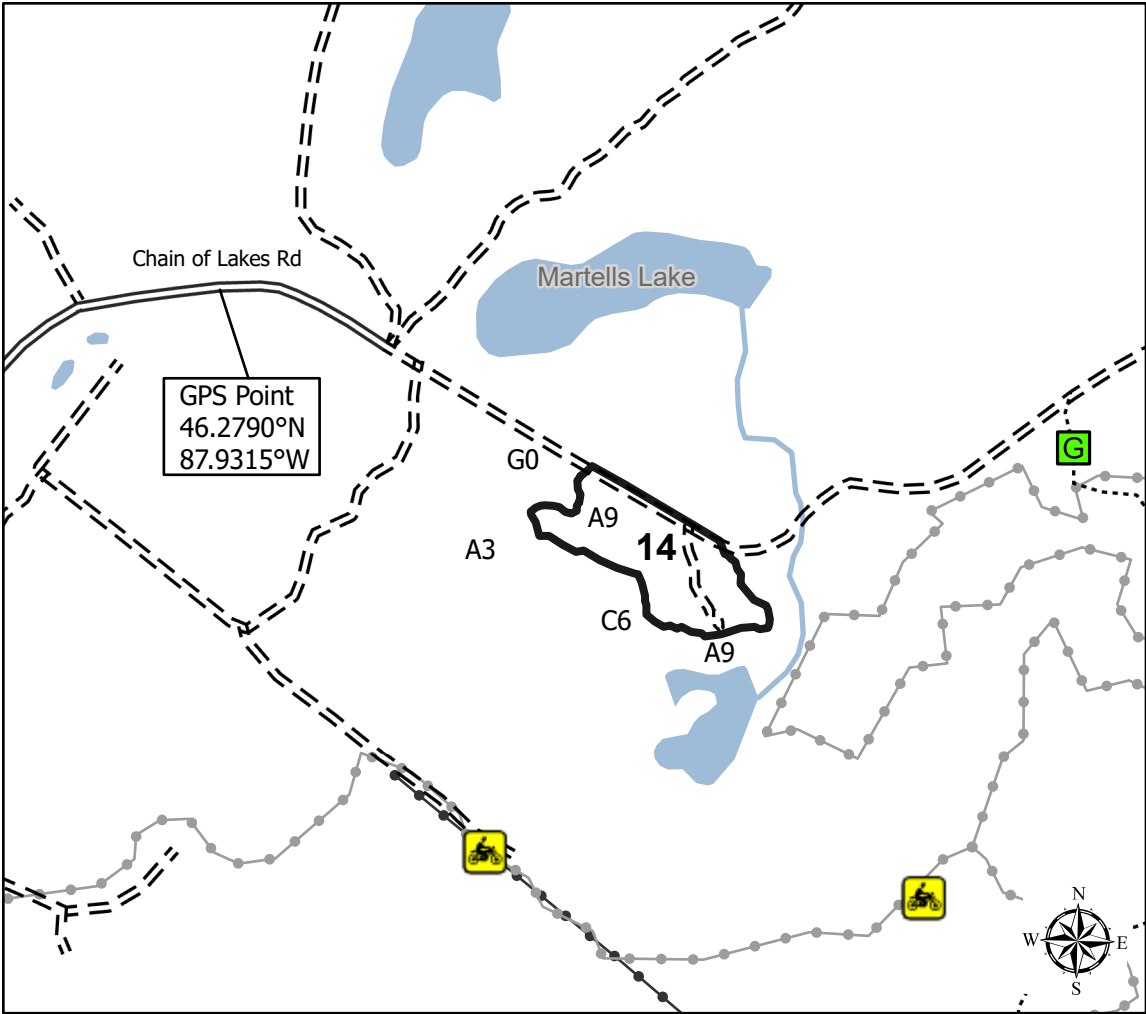 Martells Lake
Chain of Lakes Rd
GPS Point
46.2790°N
87.9315°W
G
G0
A9
A3
14
C6
A9
N
W
E
S